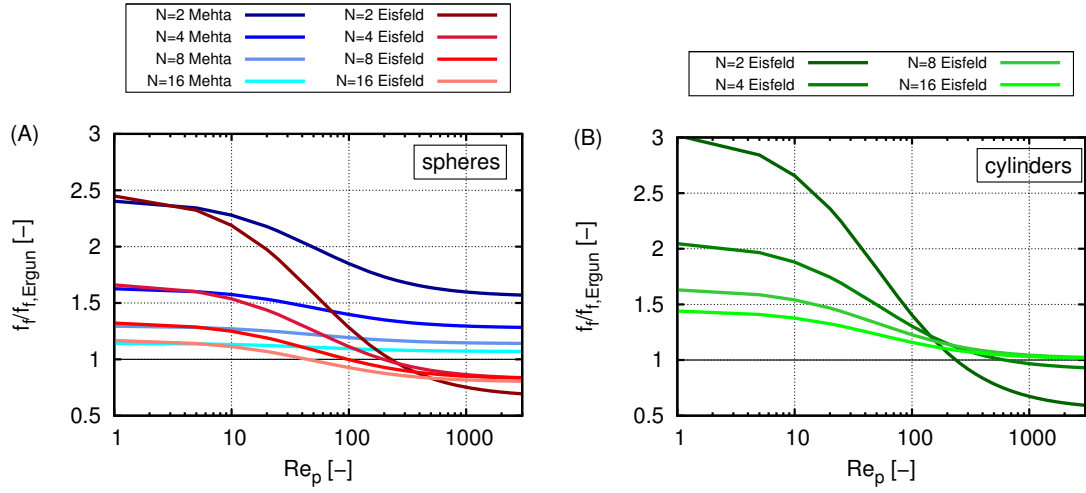 N=2 Mehta N=2 Eisfeld
N=4 Mehta N=4 Eisfeld
N=8 Mehta N=8 Eisfeld
N=16 Mehta N=16 Eisfeld
(A)
spheres
3
2.5
2
1.5
1
0.5
f_f/f_f,Ergun [−]
1 10 100 1000
Re_p [−]
N=2 Eisfeld N=8 Eisfeld
N=4 Eisfeld N=16 Eisfeld
(B)
cylinders
3
2.5
2
1.5
1
0.5
f_f/f_f,Ergun [−]
1 10 100 1000
Re_p [−]